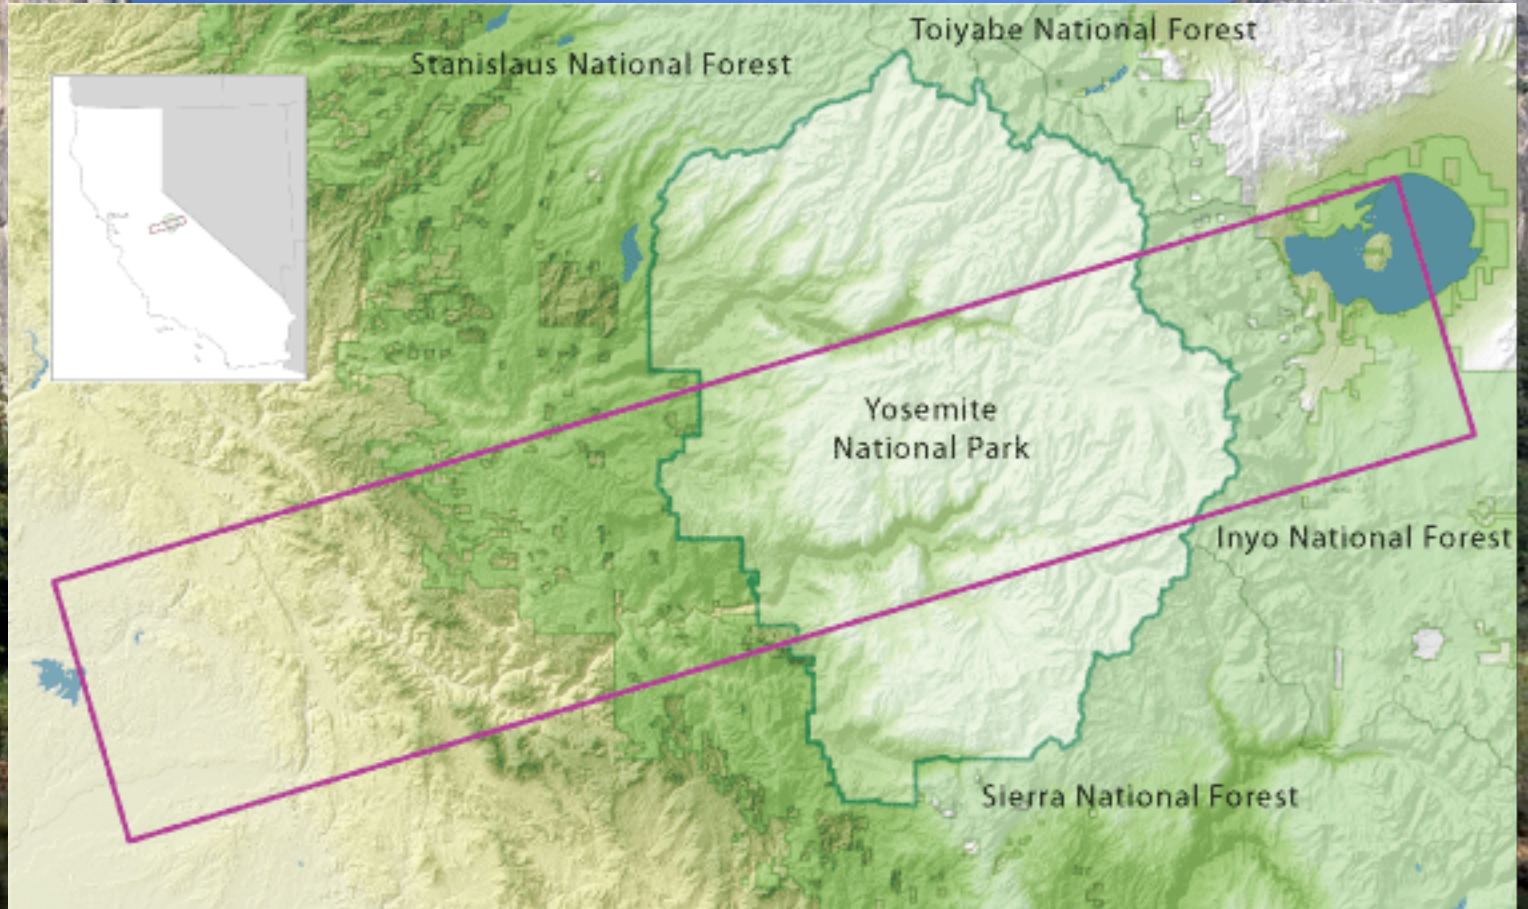 Toiyabe National Forest
Stanislaus National Forest
Yosemite
National Park
Inyo National Forest
Sierra National Forest